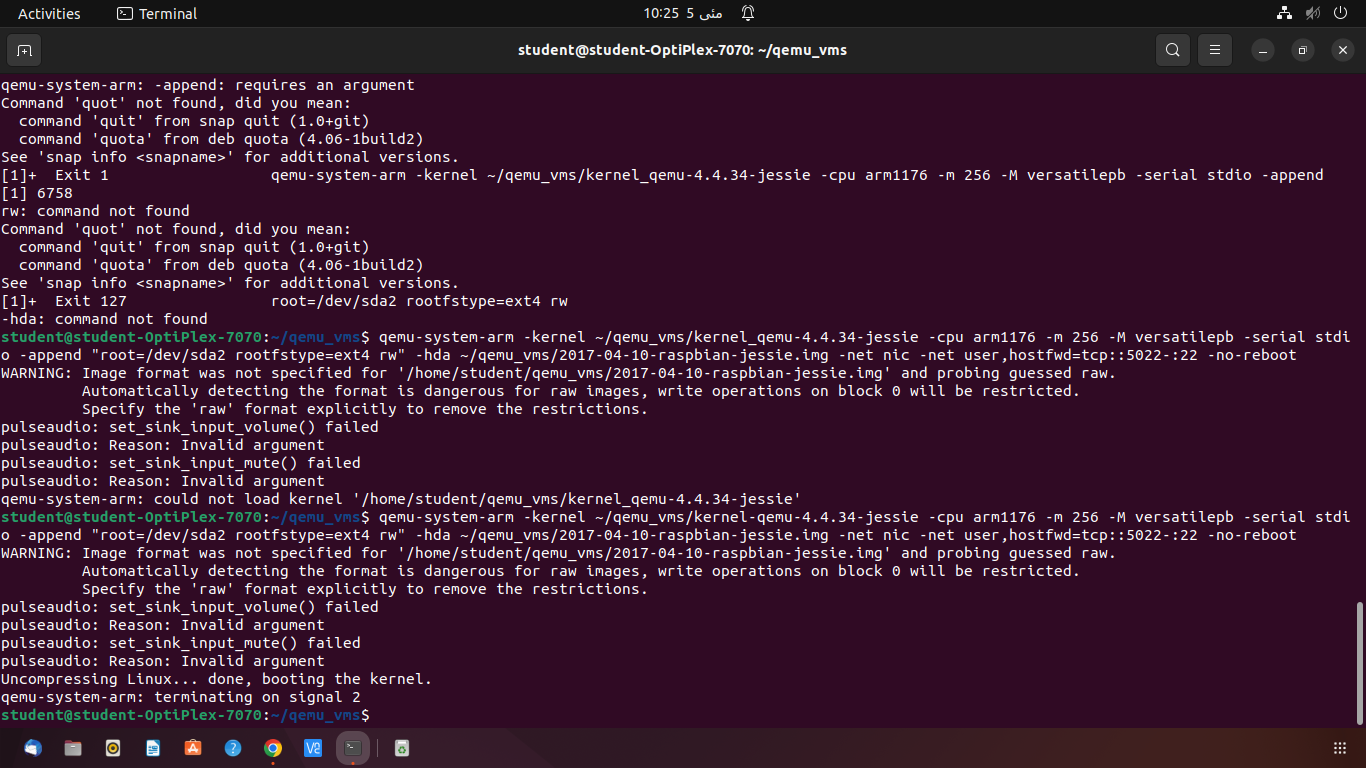 Activities
Terminal
10:25 5 مئی
student@student-OptiPlex-7070: ~/qemu_vms
qemu-system-arm: -append: requires an argument
Command 'quot' not found, did you mean:
  command 'quit' from snap quit (1.0+git)
  command 'quota' from deb quota (4.06-1build2)
See 'snap info <snapname>' for additional versions.
[1]+  Exit 1                  qemu-system-arm -kernel ~/qemu_vms/kernel_qemu-4.4.34-jessie -cpu arm1176 -m 256 -M versatilepb -serial stdio -append
[1] 6758
rw: command not found
Command 'quot' not found, did you mean:
  command 'quit' from snap quit (1.0+git)
  command 'quota' from deb quota (4.06-1build2)
See 'snap info <snapname>' for additional versions.
[1]+  Exit 127                root=/dev/sda2 rootfstype=ext4 rw
-hda: command not found
student@student-OptiPlex-7070:~/qemu_vms$ qemu-system-arm -kernel ~/qemu_vms/kernel_qemu-4.4.34-jessie -cpu arm1176 -m 256 -M versatilepb -serial stdi
o -append "root=/dev/sda2 rootfstype=ext4 rw" -hda ~/qemu_vms/2017-04-10-raspbian-jessie.img -net nic -net user,hostfwd=tcp::5022-:22 -no-reboot
WARNING: Image format was not specified for '/home/student/qemu_vms/2017-04-10-raspbian-jessie.img' and probing guessed raw.
         Automatically detecting the format is dangerous for raw images, write operations on block 0 will be restricted.
         Specify the 'raw' format explicitly to remove the restrictions.
pulseaudio: set_sink_input_volume() failed
pulseaudio: Reason: Invalid argument
pulseaudio: set_sink_input_mute() failed
pulseaudio: Reason: Invalid argument
qemu-system-arm: could not load kernel '/home/student/qemu_vms/kernel_qemu-4.4.34-jessie'
student@student-OptiPlex-7070:~/qemu_vms$ qemu-system-arm -kernel ~/qemu_vms/kernel-qemu-4.4.34-jessie -cpu arm1176 -m 256 -M versatilepb -serial stdi
o -append "root=/dev/sda2 rootfstype=ext4 rw" -hda ~/qemu_vms/2017-04-10-raspbian-jessie.img -net nic -net user,hostfwd=tcp::5022-:22 -no-reboot
WARNING: Image format was not specified for '/home/student/qemu_vms/2017-04-10-raspbian-jessie.img' and probing guessed raw.
         Automatically detecting the format is dangerous for raw images, write operations on block 0 will be restricted.
         Specify the 'raw' format explicitly to remove the restrictions.
pulseaudio: set_sink_input_volume() failed
pulseaudio: Reason: Invalid argument
pulseaudio: set_sink_input_mute() failed
pulseaudio: Reason: Invalid argument
Uncompressing Linux... done, booting the kernel.
qemu-system-arm: terminating on signal 2
student@student-OptiPlex-7070:~/qemu_vms$